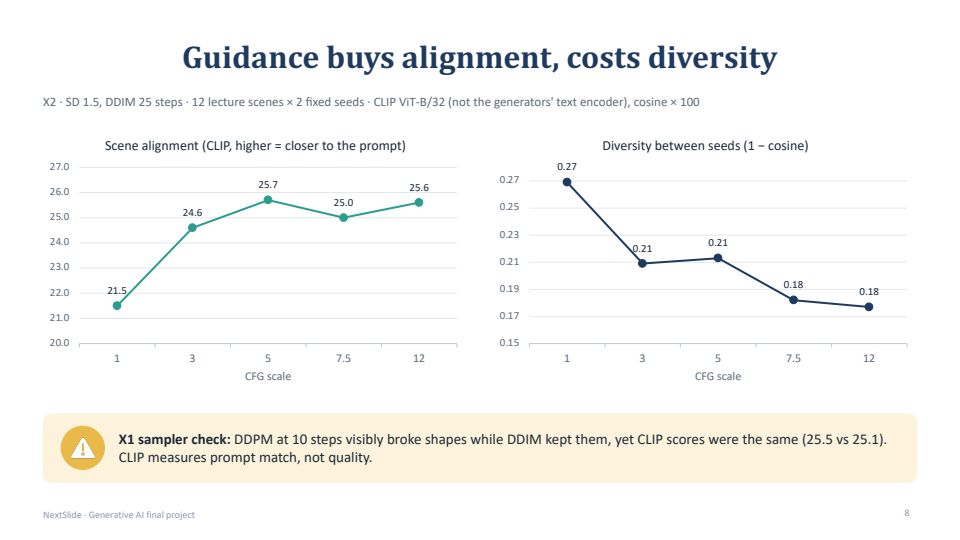 Guidance buys alignment, costs diversity
X2 · SD 1.5, DDIM 25 steps · 12 lecture scenes × 2 fixed seeds · CLIP ViT-B/32 (not the generators' text encoder), cosine × 100
Scene alignment (CLIP, higher = closer to the prompt)
27.0
26.0
25.0
24.0
23.0
22.0
21.0
20.0
21.5
24.6
25.7
25.0
25.6
1 3 5 7.5 12
CFG scale
Diversity between seeds (1 − cosine)
0.27
0.25
0.23
0.21
0.19
0.17
0.15
0.27
0.21
0.21
0.18
0.18
1 3 5 7.5 12
CFG scale
X1 sampler check: DDPM at 10 steps visibly broke shapes while DDIM kept them, yet CLIP scores were the same (25.5 vs 25.1).
CLIP measures prompt match, not quality.
NextSlide · Generative AI final project
8